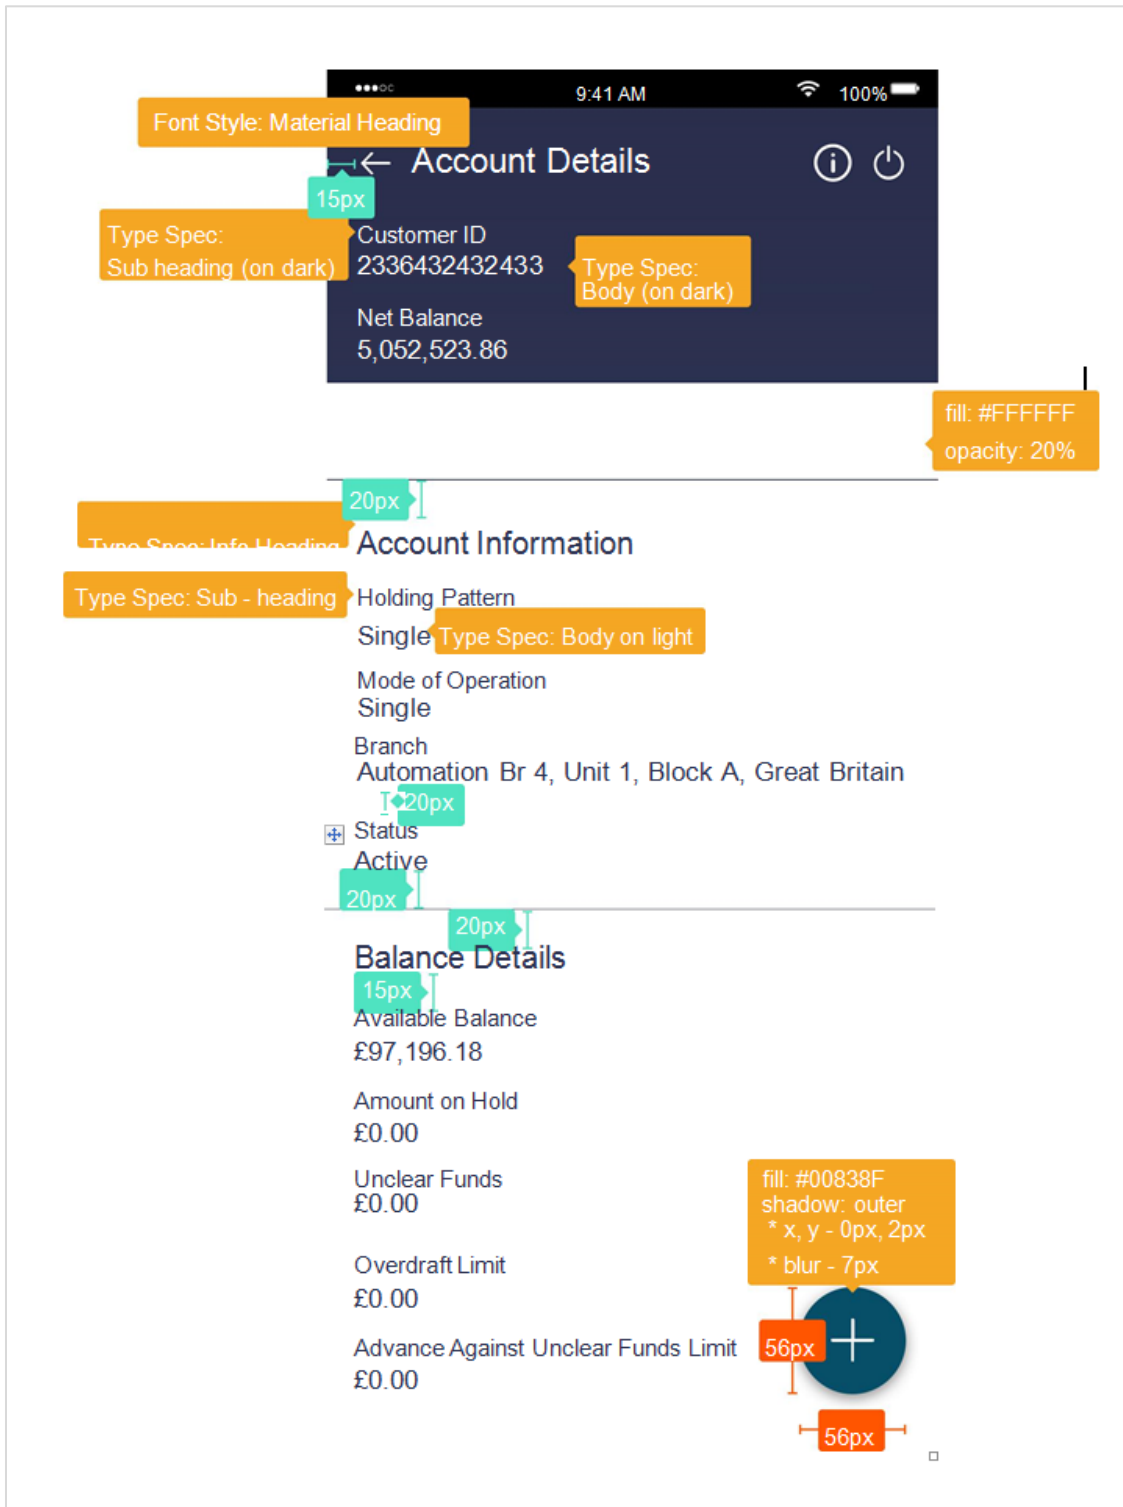 9:41 AM
100%
Font Style: Material Heading
Account Details
15px
Type Spec:
Sub heading (on dark)
Customer ID
2336432432433
Type Spec:
Body (on dark)
Net Balance
5,052,523.86
fill: #FFFFFF
opacity: 20%
20px
Type Spec: Info Heading
Account Information
Type Spec: Sub - heading
Holding Pattern
Single
Type Spec: Body on light
Mode of Operation
Single
Branch
Automation Br 4, Unit 1, Block A, Great Britain
20px
Status
Active
20px
20px
Balance Details
15px
Available Balance
£97,196.18
Amount on Hold
£0.00
Unclear Funds
£0.00
fill: #00838F
shadow: outer
* x, y - 0px, 2px
* blur - 7px
Overdraft Limit
£0.00
Advance Against Unclear Funds Limit
£0.00
56px
56px